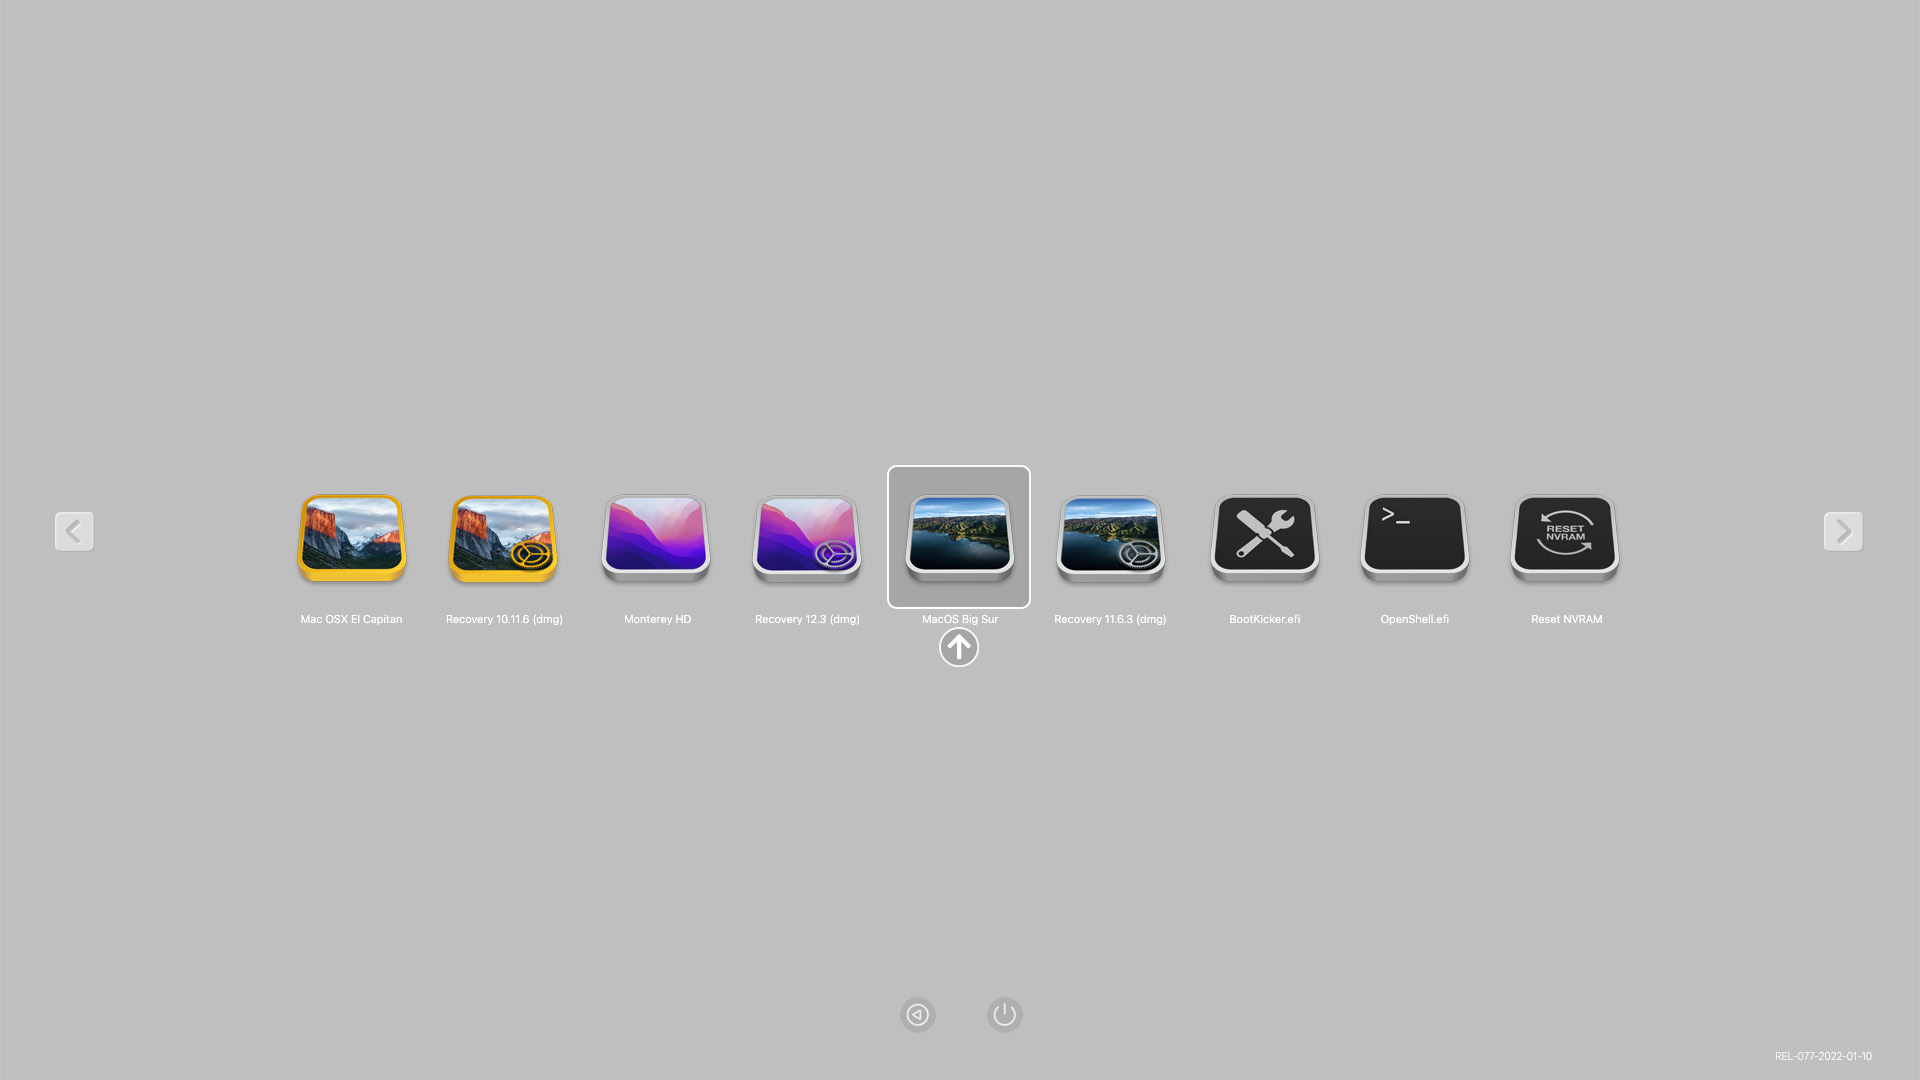 >_
RESET
NVRAM
Mac OSX El Capitan
Recovery 10.11.6 (dmg)
Monterey HD
Recovery 12.3 (dmg)
MacOS Big Sur
Recovery 11.6.3 (dmg)
BootKicker.efi
OpenShell.efi
Reset NVRAM
REL-077-2022-01-10